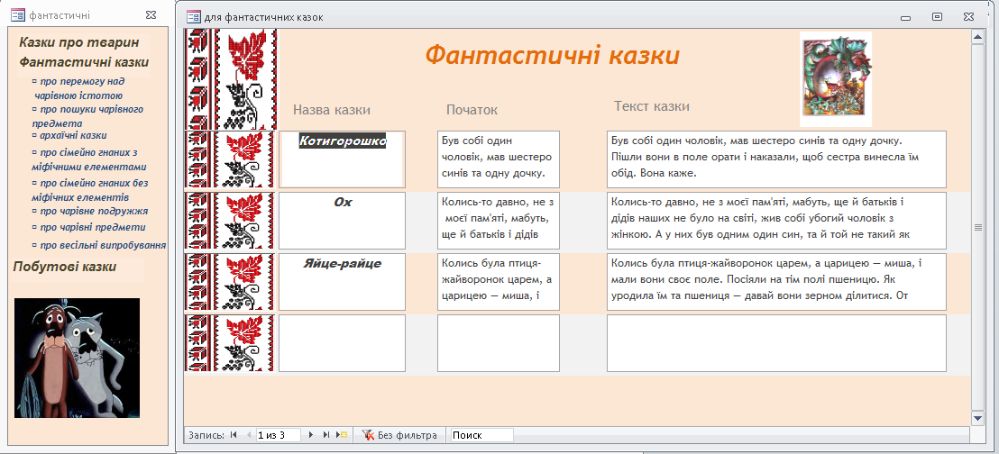 фантастичні
Казки про тварин
Фантастичні казки
▫ про перемогу над
чарівною істотою
▫ про пошуки чарівного
предмета
▫ архаїчні казки
▫ про сімейно гнаних з
міфічними елементами
▫ про сімейно гнаних без
міфічних елементів
▫ про чарівне подружжя
▫ про чарівні предмети
▫ про весільні випробування
Побутові казки
для фантастичних казок
Фантастичні казки
Назва казки Початок Текст казки
Котигорошко
Був собі один
чоловік, мав шестеро
синів та одну дочку.
Був собі один чоловік, мав шестеро синів та одну дочку.
Пішли вони в поле орати і наказали, щоб сестра винесла їм
обід. Вона каже.
Ох
Колись-то давно, не з
моєї пам'яті, мабуть,
ще й батьків і дідів
Колись-то давно, не з моєї пам'яті, мабуть, ще й батьків і
дідів наших не було на світі, жив собі убогий чоловік з
жінкою. А у них був одним один син, та й той не такий як
Яйце-райце
Колись була птиця-
жайворонок царем, а
царицею — миша, і
Колись була птиця-жайворонок царем, а царицею — миша, і
мали вони своє поле. Посіяли на тім полі пшеницю. Як
уродила їм та пшениця — давай вони зерном ділитися. От
Запись: 1 из 3 Без фильтра Поиск